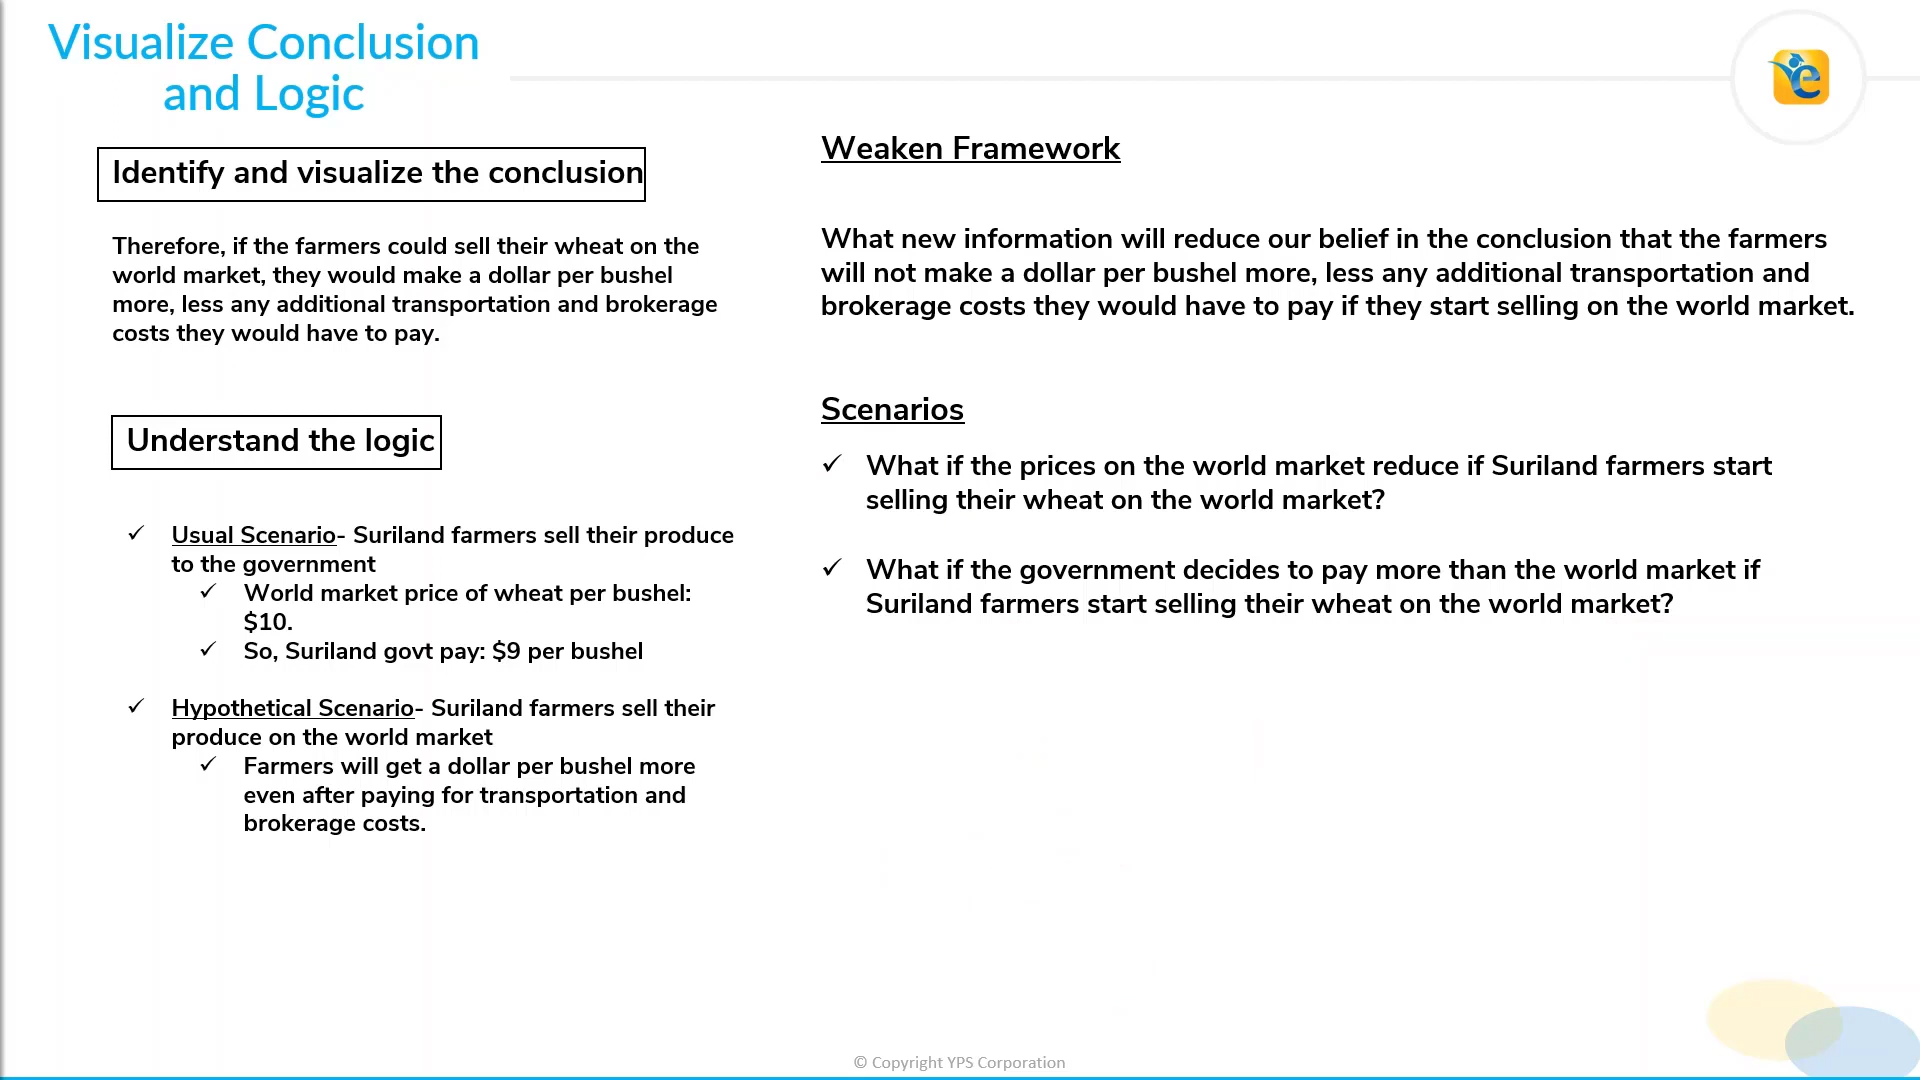 Visualize Conclusion
and Logic
Identify and visualize the conclusion
Therefore, if the farmers could sell their wheat on the
world market, they would make a dollar per bushel
more, less any additional transportation and brokerage
costs they would have to pay.
Understand the logic
✓ Usual Scenario- Suriland farmers sell their produce
to the government
✓ World market price of wheat per bushel:
$10.
✓ So, Suriland govt pay: $9 per bushel
✓ Hypothetical Scenario- Suriland farmers sell their
produce on the world market
✓ Farmers will get a dollar per bushel more
even after paying for transportation and
brokerage costs.
Weaken Framework
What new information will reduce our belief in the conclusion that the farmers
will not make a dollar per bushel more, less any additional transportation and
brokerage costs they would have to pay if they start selling on the world market.
Scenarios
✓ What if the prices on the world market reduce if Suriland farmers start
selling their wheat on the world market?
✓ What if the government decides to pay more than the world market if
Suriland farmers start selling their wheat on the world market?
e
© Copyright YPS Corporation